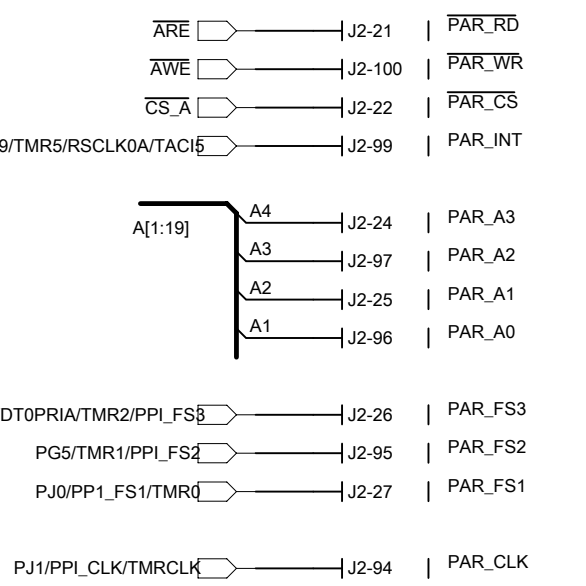 ARE J2-21 | PAR_RD
AWE J2-100 | PAR_WR
CS_A J2-22 | PAR_CS
9/TMR5/RSCLK0A/TACI5 J2-99 | PAR_INT
A[1:19]
A4 J2-24 | PAR_A3
A3 J2-97 | PAR_A2
A2 J2-25 | PAR_A1
A1 J2-96 | PAR_A0
DT0PRIA/TMR2/PPI_FS3 J2-26 | PAR_FS3
PG5/TMR1/PPI_FS2 J2-95 | PAR_FS2
PJ0/PP1_FS1/TMR0 J2-27 | PAR_FS1
PJ1/PPI_CLK/TMRCLK J2-94 | PAR_CLK